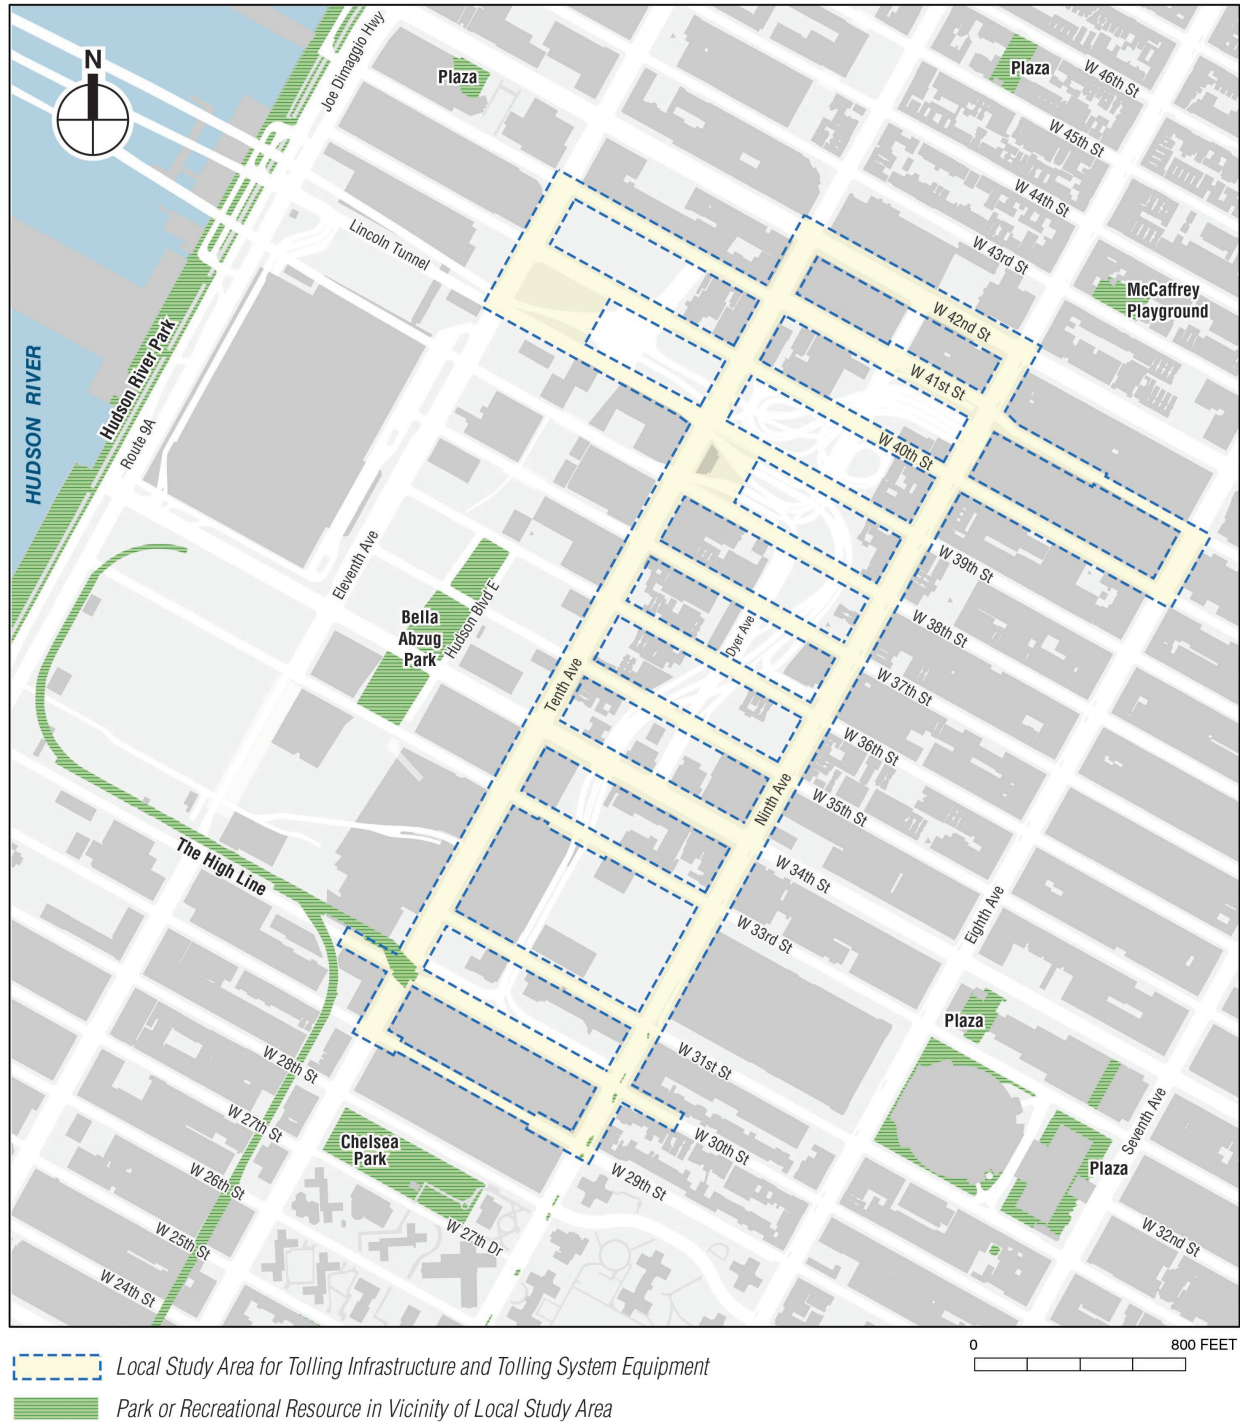 N
Joe Dimaggio Hwy
Plaza
Plaza
W 46th St
W 45th St
W 44th St
W 43rd St
Lincoln Tunnel
McCaffrey
Playground
W 42nd St
W 41st St
W 40th St
HUDSON RIVER
Hudson River Park
Route 9A
Eleventh Ave
Hudson Blvd E
Bella
Abzug
Park
W 39th St
W 38th St
Dyer Ave
Tenth Ave
W 37th St
W 36th St
Ninth Ave
W 35th St
W 34th St
The High Line
Eighth Ave
W 33rd St
Plaza
W 31st St
W 28th St
W 27th St
W 26th St
W 25th St
W 24th St
Chelsea
Park
W 27th Dr
W 30th St
W 29th St
Seventh Ave
Plaza
W 32nd St
0 800 FEET
Local Study Area for Tolling Infrastructure and Tolling System Equipment
Park or Recreational Resource in Vicinity of Local Study Area